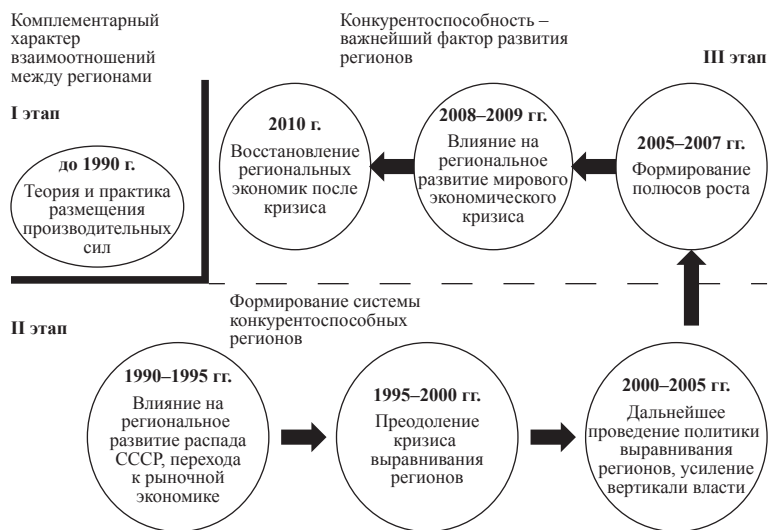 Комплементарный
характер
взаимоотношений
между регионами
I этап
до 1990 г.
Теория и практика
размещения
производительных
сил
Конкурентоспособность –
важнейший фактор развития
регионов
III этап
2010 г.
Восстановление
региональных
экономик после
кризиса
2008–2009 гг.
Влияние на
региональное
развитие мирового
экономического
кризиса
2005–2007 гг.
Формирование
полюсов роста
II этап
Формирование системы
конкурентоспособных
регионов
1990–1995 гг.
Влияние на
региональное
развитие распада
СССР, перехода
к рыночной
экономике
1995–2000 гг.
Преодоление
кризиса
выравнивания
регионов
2000–2005 гг.
Дальнейшее
проведение политики
выравнивания
регионов, усиление
вертикали власти